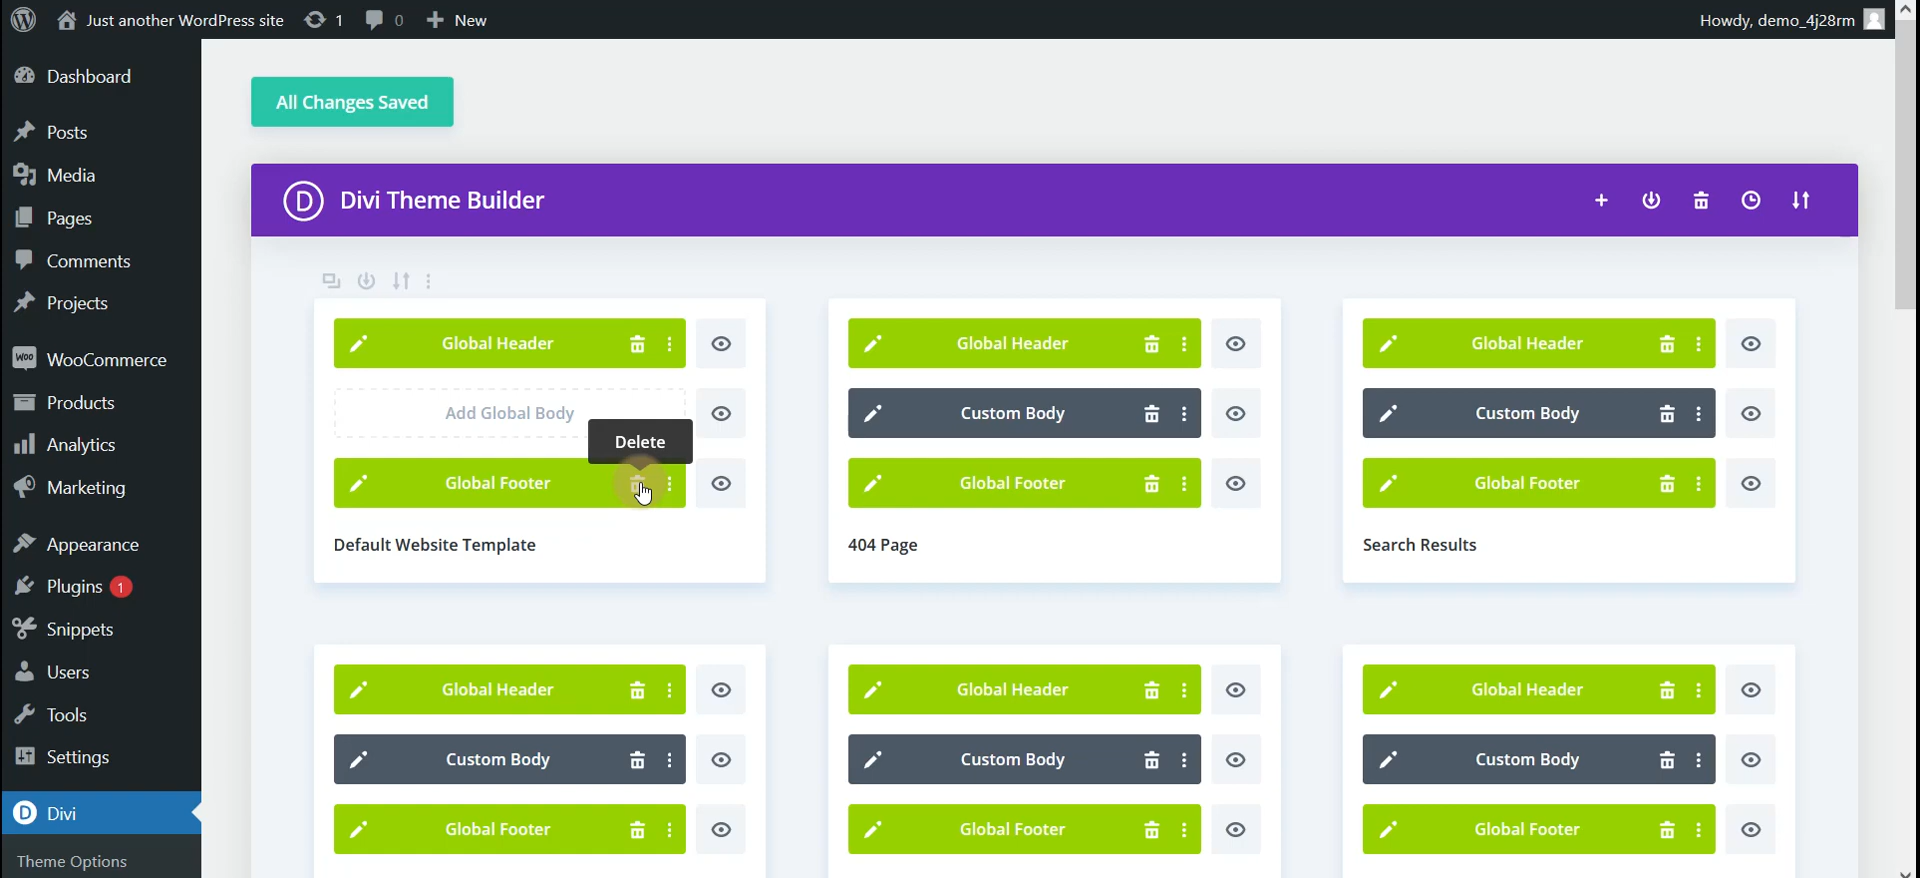 Just another WordPress site 1 0 New
Howdy, demo_4j28rm
Dashboard
Posts
Media
Pages
Comments
Projects
Woo WooCommerce
Products
Analytics
Marketing
Appearance
Plugins 1
Snippets
Users
Tools
Settings
D Divi
Theme Options
All Changes Saved
D Divi Theme Builder
Global Header
Add Global Body
Delete
Global Footer
Default Website Template
Global Header
Custom Body
Global Footer
404 Page
Global Header
Custom Body
Global Footer
Search Results
Global Header
Custom Body
Global Footer
Global Header
Custom Body
Global Footer
Global Header
Custom Body
Global Footer